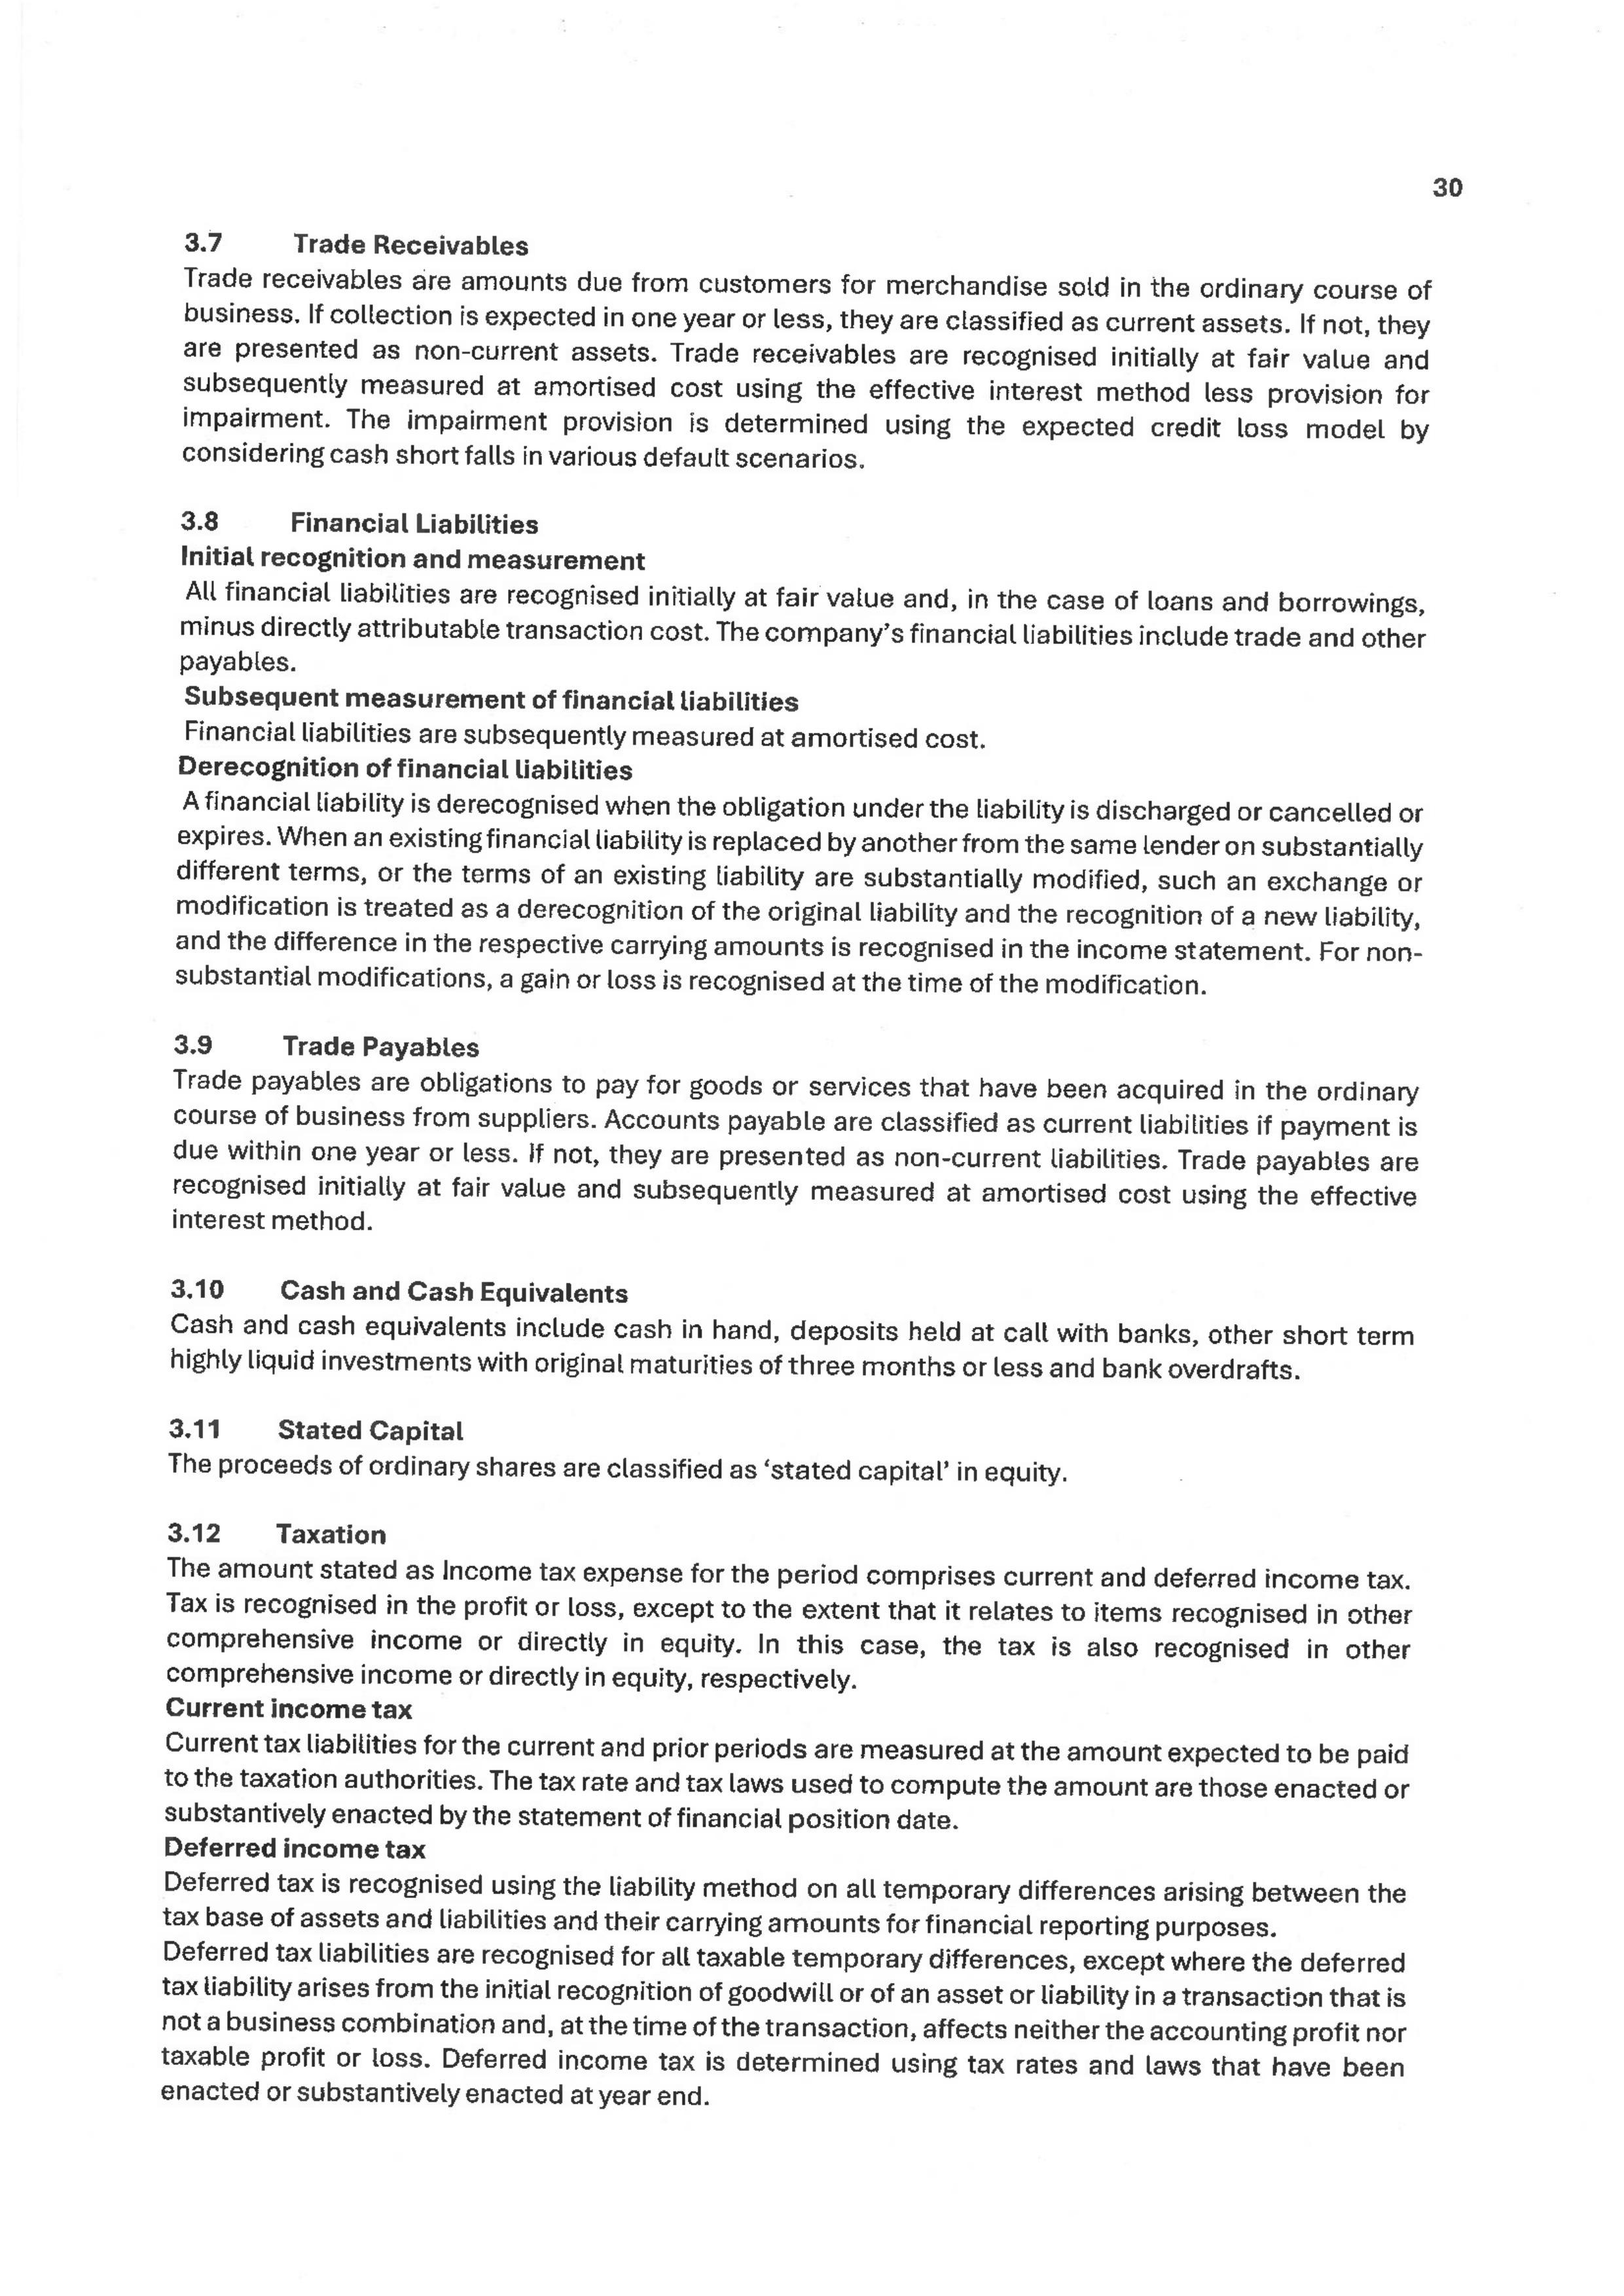 30
3.7 Trade Receivables
Trade receivables are amounts due from customers for merchandise sold in the ordinary course of
business. If collection is expected in one year or less, they are classified as current assets. If not, they
are presented as non-current assets. Trade receivables are recognised initially at fair value and
subsequently measured at amortised cost using the effective interest method less provision for
impairment. The impairment provision is determined using the expected credit loss model by
considering cash short falls in various default scenarios.
3.8 Financial Liabilities
Initial recognition and measurement
All financial liabilities are recognised initially at fair value and, in the case of loans and borrowings,
minus directly attributable transaction cost. The company’s financial liabilities include trade and other
payables.
Subsequent measurement of financial liabilities
Financial liabilities are subsequently measured at amortised cost.
Derecognition of financial liabilities
A financial liability is derecognised when the obligation under the liability is discharged or cancelled or
expires. When an existing financial liability is replaced by another from the same lender on substantially
different terms, or the terms of an existing liability are substantially modified, such an exchange or
modification is treated as a derecognition of the original liability and the recognition of a new liability,
and the difference in the respective carrying amounts is recognised in the income statement. For non-
substantial modifications, a gain or loss is recognised at the time of the modification.
3.9 Trade Payables
Trade payables are obligations to pay for goods or services that have been acquired in the ordinary
course of business from suppliers. Accounts payable are classified as current liabilities if payment is
due within one year or less. If not, they are presented as non-current liabilities. Trade payables are
recognised initially at fair value and subsequently measured at amortised cost using the effective
interest method.
3.10 Cash and Cash Equivalents
Cash and cash equivalents include cash in hand, deposits held at call with banks, other short term
highly liquid investments with original maturities of three months or less and bank overdrafts.
3.11 Stated Capital
The proceeds of ordinary shares are classified as ‘stated capital’ in equity.
3.12 Taxation
The amount stated as Income tax expense for the period comprises current and deferred income tax.
Tax is recognised in the profit or loss, except to the extent that it relates to items recognised in other
comprehensive income or directly in equity. In this case, the tax is also recognised in other
comprehensive income or directly in equity, respectively.
Current income tax
Current tax liabilities for the current and prior periods are measured at the amount expected to be paid
to the taxation authorities. The tax rate and tax laws used to compute the amount are those enacted or
substantively enacted by the statement of financial position date.
Deferred income tax
Deferred tax is recognised using the liability method on all temporary differences arising between the
tax base of assets and liabilities and their carrying amounts for financial reporting purposes.
Deferred tax liabilities are recognised for all taxable temporary differences, except where the deferred
tax liability arises from the initial recognition of goodwill or of an asset or liability in a transaction that is
not a business combination and, at the time of the transaction, affects neither the accounting profit nor
taxable profit or loss. Deferred income tax is determined using tax rates and laws that have been
enacted or substantively enacted at year end.